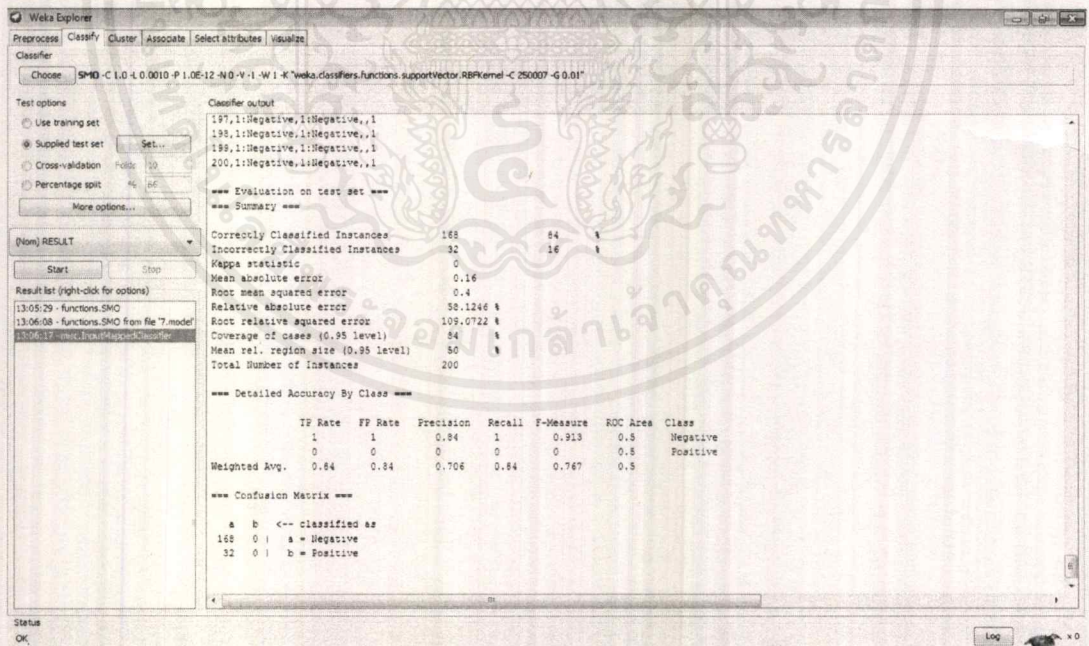 Weka Explorer
Preprocess Classify Cluster Associate Select attributes Visualize
Classifier
Choose SMO -C 1.0 -L 0.0010 -P 1.0E-12 -N 0 -V -1 -W 1 -K "weka.classifiers.functions.supportVector.RBFKernel -C 250007 -G 0.01"
Test options
Use training set
Supplied test set Set...
Cross-validation Folds 10
Percentage split % 66
More options...
(Nom) RESULT
Start Stop
Result list (right-click for options)
13:05:29 - functions.SMO
13:06:08 - functions.SMO from file '7.model'
13:06:17 - misc.InputMappedClassifier
Classifier output
197,1:Negative,1:Negative,,1
198,1:Negative,1:Negative,,1
199,1:Negative,1:Negative,,1
200,1:Negative,1:Negative,,1
=== Evaluation on test set ===
=== Summary ===
Correctly Classified Instances 168 84 %
Incorrectly Classified Instances 32 16 %
Kappa statistic 0
Mean absolute error 0.16
Root mean squared error 0.4
Relative absolute error 58.1246 %
Root relative squared error 109.0722 %
Coverage of cases (0.95 level) 84 %
Mean rel. region size (0.95 level) 50 %
Total Number of Instances 200
=== Detailed Accuracy By Class ===
TP Rate FP Rate Precision Recall F-Measure ROC Area Class
1 1 0.84 1 0.913 0.5 Negative
0 0 0 0 0 0.5 Positive
Weighted Avg. 0.84 0.84 0.706 0.84 0.767 0.5
=== Confusion Matrix ===
a b <-- classified as
168 0 | a = Negative
32 0 | b = Positive
Status
OK
Log x 0